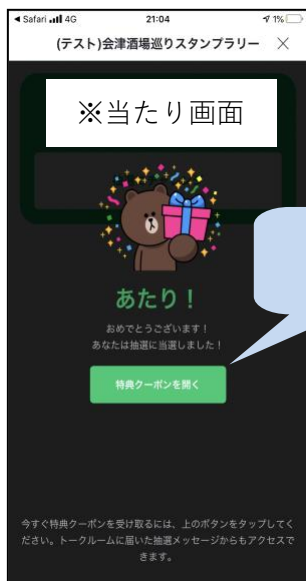 Safari 4G 21:04 1%
(テスト)会津酒場巡りスタンプラリー
※当たり画面
あたり！
おめでとうございます！
あなたは抽選に当選しました！
特典クーポンを開く
今すぐ特典クーポンを受け取るには、上のボタンをタップしてく
ださい。トークルームに届いた抽選メッセージからもアクセスで
きます。